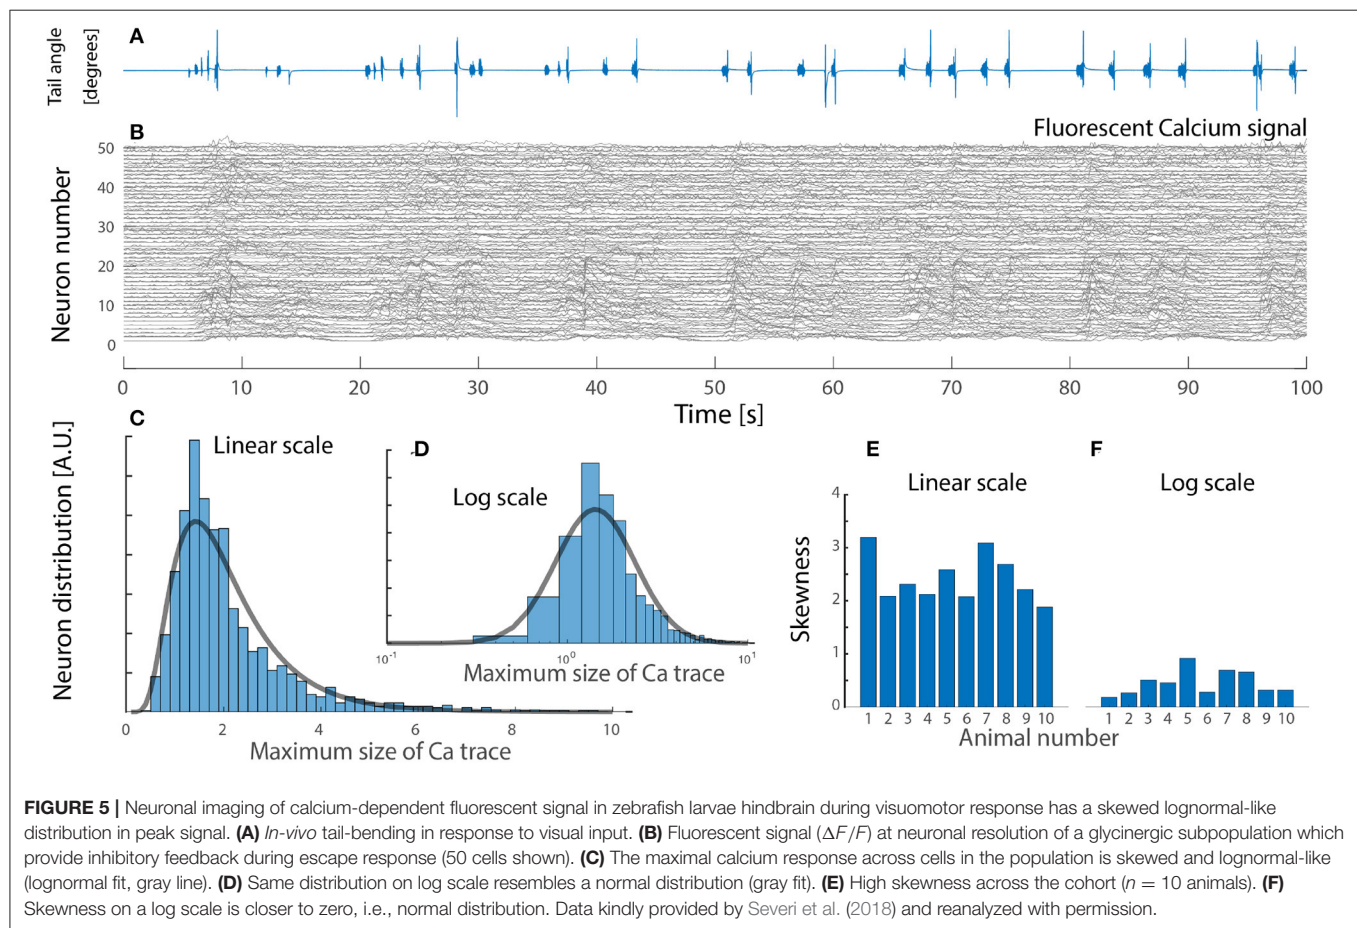 A
Tail angle
[degrees]
B
Fluorescent Calcium signal
Neuron number
50
40
30
20
10
0
0 10 20 30 40 50 60 70 80 90 100
Time [s]
C
Linear scale
Neuron distribution [A.U.]
0 2 4 6 8 10
Maximum size of Ca trace
D
Log scale
10-1 100 101
Maximum size of Ca trace
E
Linear scale
Skewness
4
3
2
1
0
1 2 3 4 5 6 7 8 9 10
F
Log scale
1 2 3 4 5 6 7 8 9 10
Animal number
FIGURE 5 | Neuronal imaging of calcium-dependent fluorescent signal in zebrafish larvae hindbrain during visuomotor response has a skewed lognormal-like
distribution in peak signal. (A) In-vivo tail-bending in response to visual input. (B) Fluorescent signal (ΔF/F) at neuronal resolution of a glycinergic subpopulation which
provide inhibitory feedback during escape response (50 cells shown). (C) The maximal calcium response across cells in the population is skewed and lognormal-like
(lognormal fit, gray line). (D) Same distribution on log scale resembles a normal distribution (gray fit). (E) High skewness across the cohort (n = 10 animals). (F)
Skewness on a log scale is closer to zero, i.e., normal distribution. Data kindly provided by Severi et al. (2018) and reanalyzed with permission.